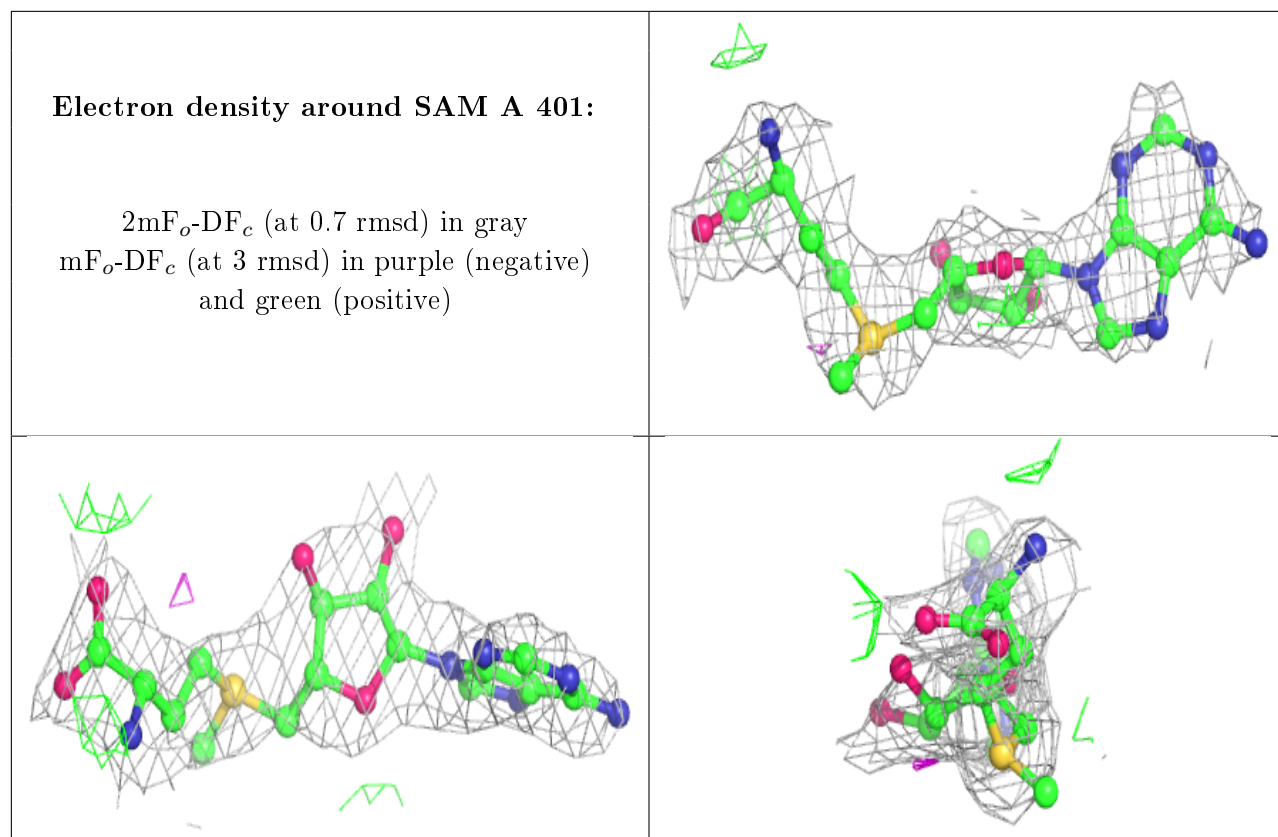 Electron density around SAM A 401:
2mFo-DFc (at 0.7 rmsd) in gray
mFo-DFc (at 3 rmsd) in purple (negative)
and green (positive)